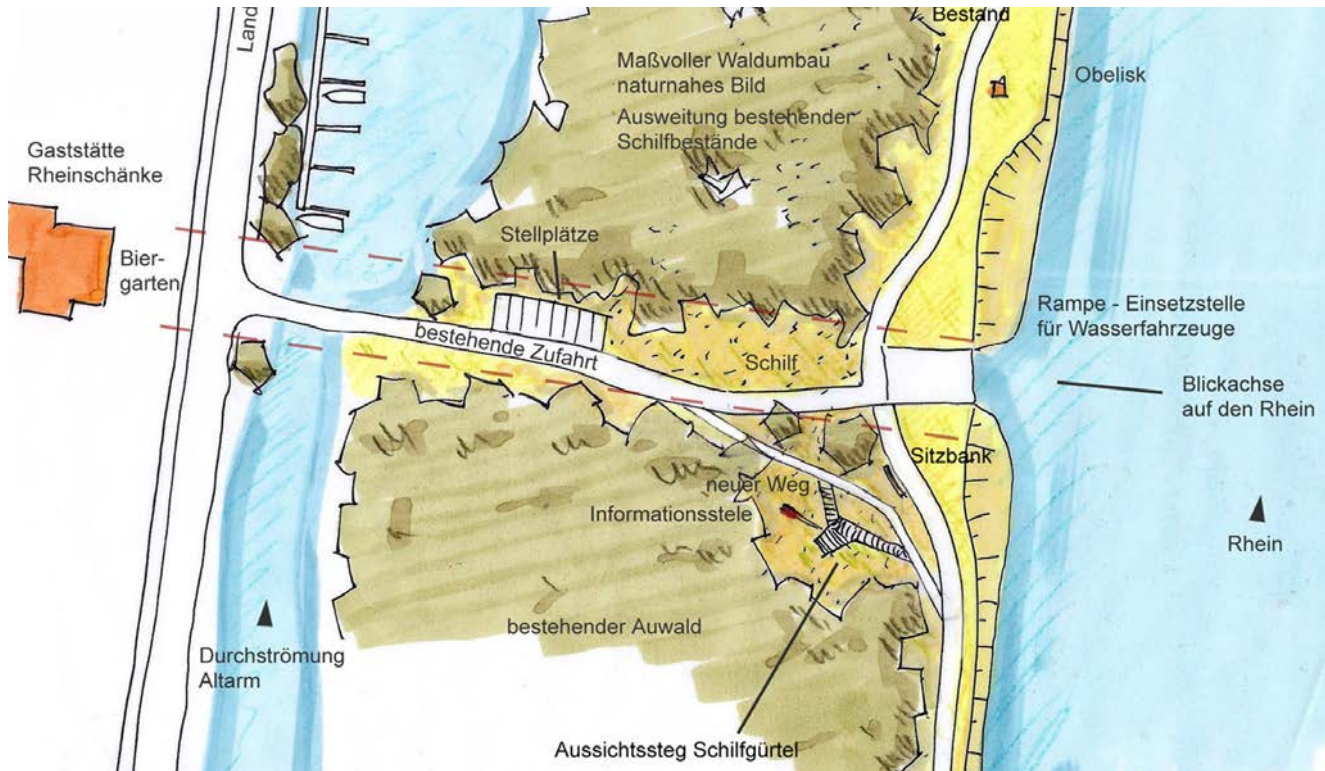 Land
Bestand
Maßvoller Waldumbau
naturnahes Bild
Ausweitung bestehender
Schilfbestände
Obelisk
Gaststätte
Rheinschänke
Bier-
garten
Stellplätze
bestehende Zufahrt
Schilf
Rampe - Einsetzstelle
für Wasserfahrzeuge
Blickachse
auf den Rhein
Sitzbank
neuer Weg
Informationsstele
Rhein
bestehender Auwald
Durchströmung
Altarm
Aussichtssteg Schilfgürtel